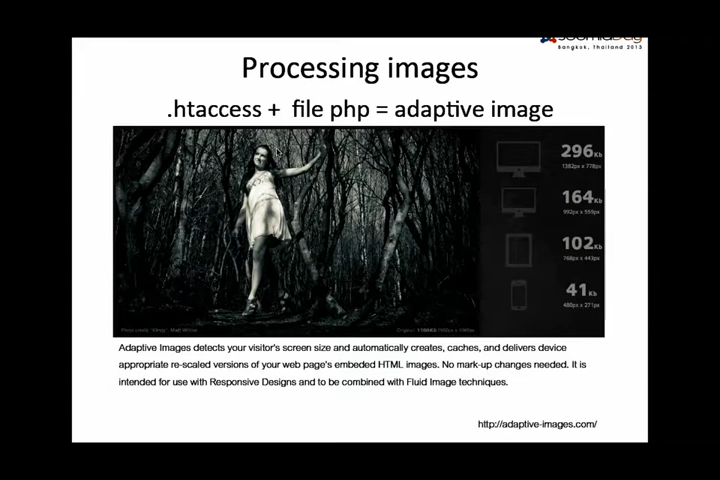 Bangkok, Thailand 2013
Processing images
.htaccess + file php = adaptive image
296Kb
1382px x 778px
164Kb
992px x 559px
102Kb
768px x 443px
41Kb
480px x 271px
Adaptive Images detects your visitor's screen size and automatically creates, caches, and delivers device
appropriate re-scaled versions of your web page's embeded HTML images. No mark-up changes needed. It is
intended for use with Responsive Designs and to be combined with Fluid Image techniques.
http://adaptive-images.com/